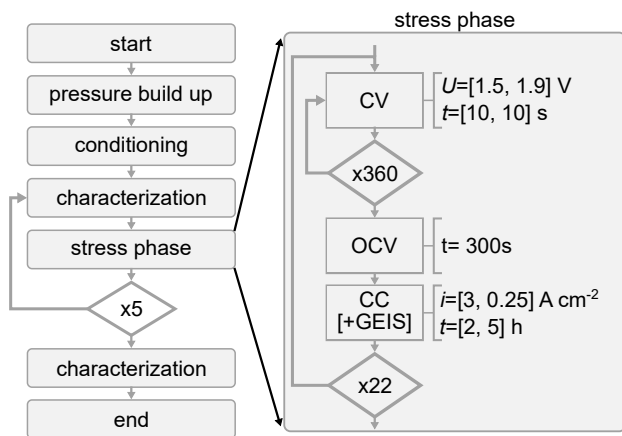 start
pressure build up
conditioning
characterization
stress phase
x5
characterization
end
stress phase
CV
U=[1.5, 1.9] V
t=[10, 10] s
x360
OCV
t= 300s
CC
[+GEIS]
i=[3, 0.25] A cm⁻²
t=[2, 5] h
x22